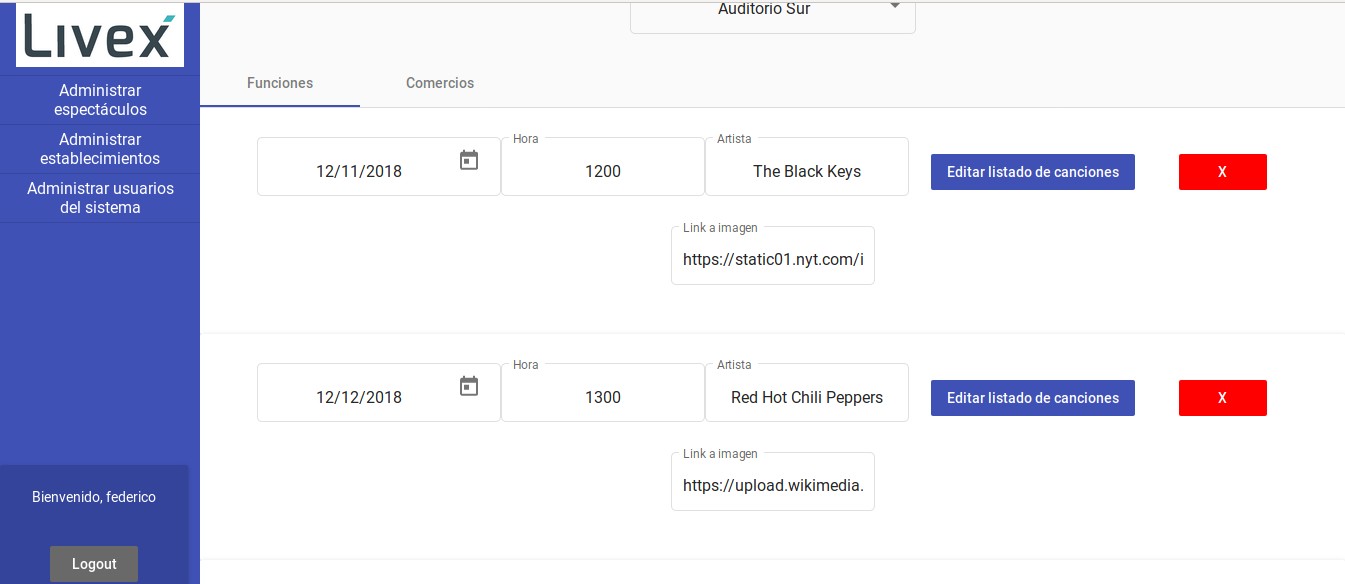 Livex
Administrar
espectáculos
Administrar
establecimientos
Administrar usuarios
del sistema
Bienvenido, federico
Logout
Auditorio Sur
Funciones Comercios
Hora Artista
12/11/2018 1200 The Black Keys Editar listado de canciones X
Link a imagen
https://static01.nyt.com/i
Hora Artista
12/12/2018 1300 Red Hot Chili Peppers Editar listado de canciones X
Link a imagen
https://upload.wikimedia.